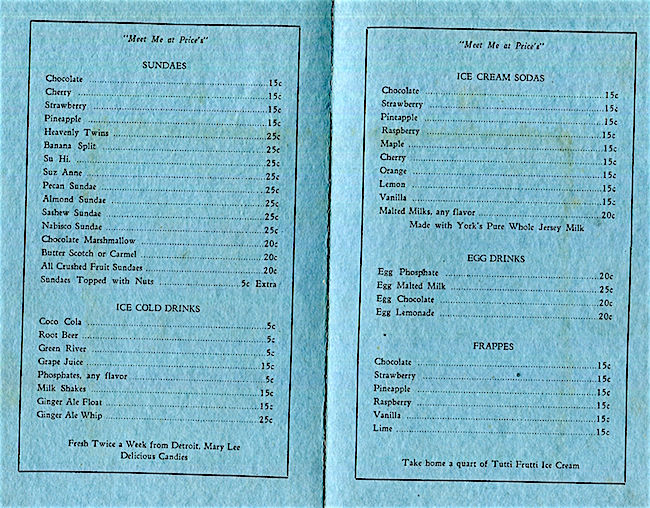 "Meet Me at Price's"
SUNDAES
Chocolate 15c
Cherry 15c
Strawberry 15c
Pineapple 15c
Heavenly Twins 25c
Banana Split 25c
Su Hi. 25c
Suz Anne 25c
Pecan Sundae 25c
Almond Sundae 25c
Sashew Sundae 25c
Nabisco Sundae 25c
Chocolate Marshmallow 20c
Butter Scotch or Carmel 20c
All Crushed Fruit Sundaes 20c
Sundaes Topped with Nuts 5c Extra
ICE COLD DRINKS
Coco Cola 5c
Root Beer 5c
Green River 5c
Grape Juice 15c
Phosphates, any flavor 5c
Milk Shakes 15c
Ginger Ale Float 15c
Ginger Ale Whip 25c
Fresh Twice a Week from Detroit, Mary Lee
Delicious Candies
"Meet Me at Price's"
ICE CREAM SODAS
Chocolate 15c
Strawberry 15c
Pineapple 15c
Raspberry 15c
Maple 15c
Cherry 15c
Orange 15c
Lemon 15c
Vanilla 15c
Malted Milks, any flavor 20c
Made with York's Pure Whole Jersey Milk
EGG DRINKS
Egg Phosphate 20c
Egg Malted Milk 25c
Egg Chocolate 20c
Egg Lemonade 20c
FRAPPES
Chocolate 15c
Strawberry 15c
Pineapple 15c
Raspberry 15c
Vanilla 15c
Lime 15c
Take home a quart of Tutti Frutti Ice Cream